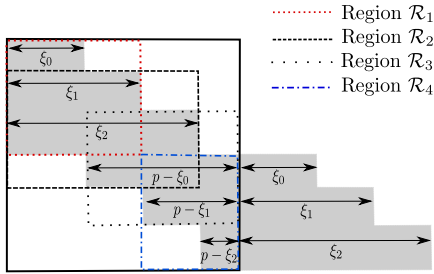 Region 𝓡₁
Region 𝓡₂
Region 𝓡₃
Region 𝓡₄
ξ₀
ξ₁
ξ₂
p − ξ₀
ξ₀
p − ξ₁
ξ₁
p − ξ₂
ξ₂